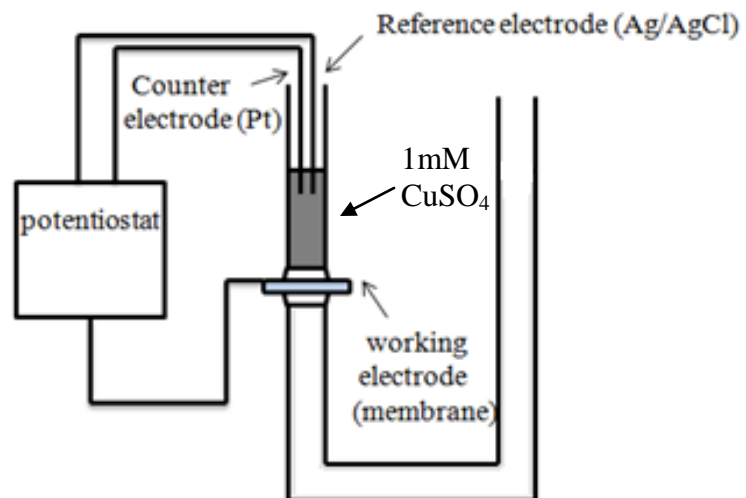 Reference electrode (Ag/AgCl)
Counter
electrode (Pt)
1mM
CuSO₄
potentiostat
working
electrode
(membrane)